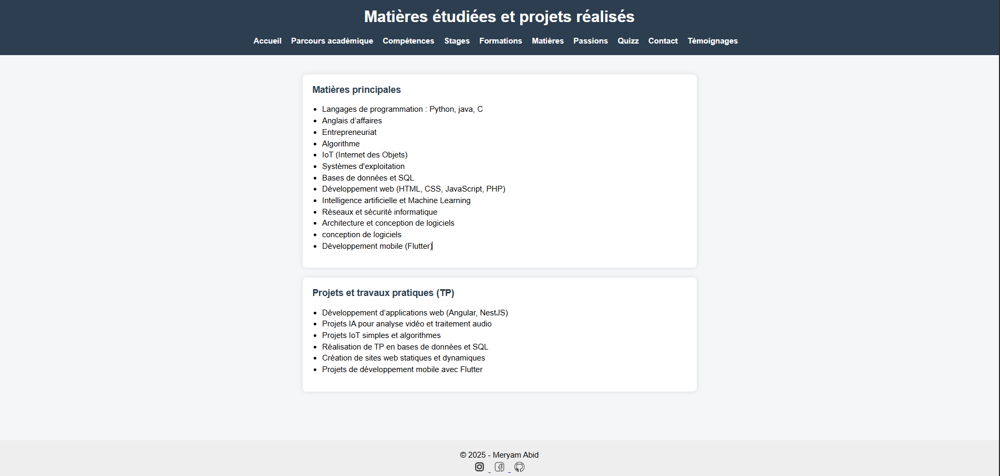 Matières étudiées et projets réalisés
Accueil Parcours académique Compétences Stages Formations Matières Passions Quizz Contact Témoignages
Matières principales
• Langages de programmation : Python, java, C
• Anglais d’affaires
• Entrepreneuriat
• Algorithme
• IoT (Internet des Objets)
• Systèmes d'exploitation
• Bases de données et SQL
• Développement web (HTML, CSS, JavaScript, PHP)
• Intelligence artificielle et Machine Learning
• Réseaux et sécurité informatique
• Architecture et conception de logiciels
• conception de logiciels
• Développement mobile (Flutter)
Projets et travaux pratiques (TP)
• Développement d’applications web (Angular, NestJS)
• Projets IA pour analyse vidéo et traitement audio
• Projets IoT simples et algorithmes
• Réalisation de TP en bases de données et SQL
• Création de sites web statiques et dynamiques
• Projets de développement mobile avec Flutter
© 2025 - Meryam Abid